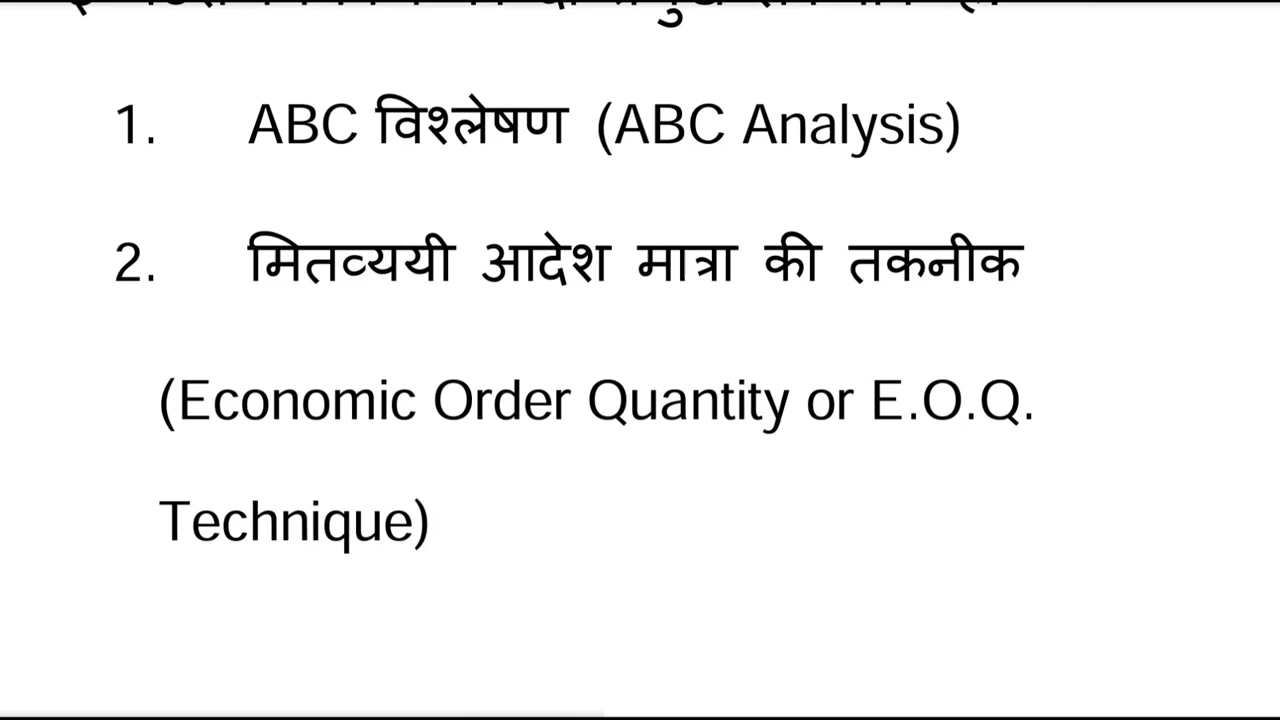 1. ABC विश्लेषण (ABC Analysis)
2. मितव्ययी आदेश मात्रा की तकनीक
(Economic Order Quantity or E.O.Q.
Technique)